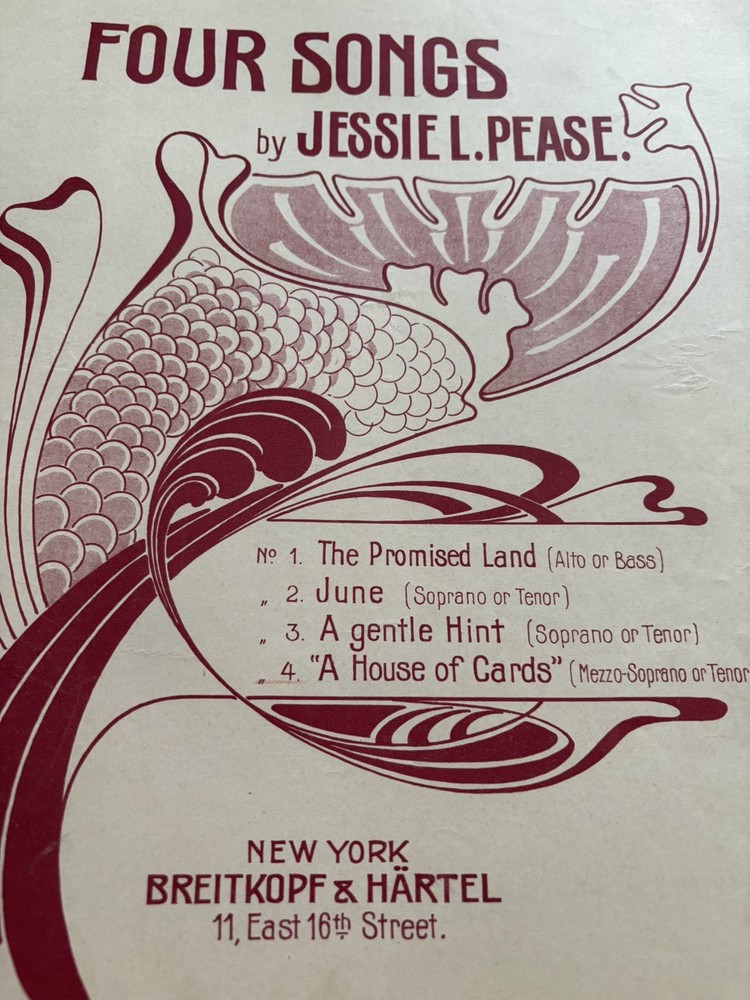 FOUR SONGS
by JESSIE L. PEASE.
No 1. The Promised Land (Alto or Bass)
„ 2. June (Soprano or Tenor)
„ 3. A gentle Hint (Soprano or Tenor)
„ 4. "A House of Cards" (Mezzo-Soprano or Tenor
NEW YORK
BREITKOPF & HÄRTEL
11, East 16th Street.